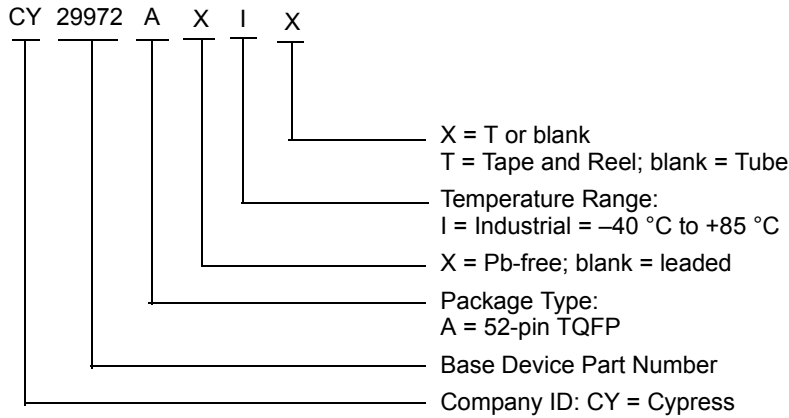 CY 29972 A X I X
X = T or blank
T = Tape and Reel; blank = Tube
Temperature Range:
I = Industrial = –40 °C to +85 °C
X = Pb-free; blank = leaded
Package Type:
A = 52-pin TQFP
Base Device Part Number
Company ID: CY = Cypress